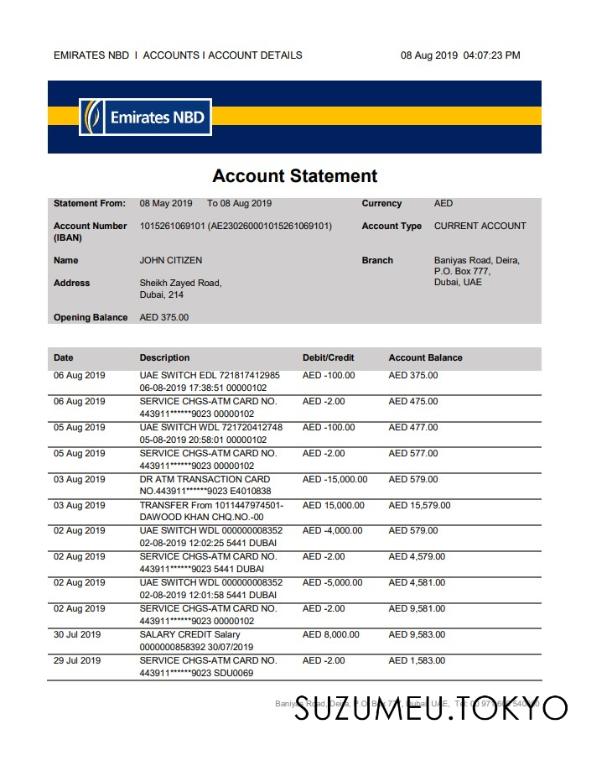 EMIRATES NBD I ACCOUNTS I ACCOUNT DETAILS 08 Aug 2019 04:07:23 PM
Emirates NBD
Account Statement
Statement From: 08 May 2019 To 08 Aug 2019 Currency AED
Account Number 1015261069101 (AE230260001015261069101) Account Type CURRENT ACCOUNT
(IBAN)
Name JOHN CITIZEN Branch Baniyas Road, Deira,
P.O. Box 777,
Address Sheikh Zayed Road, Dubai, UAE
Dubai, 214
Opening Balance AED 375.00
Date Description Debit/Credit Account Balance
06 Aug 2019 UAE SWITCH EDL 721817412985 AED -100.00 AED 375.00
06-08-2019 17:38:51 00000102
06 Aug 2019 SERVICE CHGS-ATM CARD NO. AED -2.00 AED 475.00
443911******9023 00000102
05 Aug 2019 UAE SWITCH WDL 721720412748 AED -100.00 AED 477.00
05-08-2019 20:58:01 00000102
05 Aug 2019 SERVICE CHGS-ATM CARD NO. AED -2.00 AED 577.00
443911******9023 00000102
03 Aug 2019 DR ATM TRANSACTION CARD AED -15,000.00 AED 579.00
NO.443911******9023 E4010838
03 Aug 2019 TRANSFER From 1011447974501- AED 15,000.00 AED 15,579.00
DAWOOD KHAN CHQ.NO.-00
02 Aug 2019 UAE SWITCH WDL 000000008352 AED -4,000.00 AED 579.00
02-08-2019 12:02:25 5441 DUBAI
02 Aug 2019 SERVICE CHGS-ATM CARD NO. AED -2.00 AED 4,579.00
443911******9023 5441 DUBAI
02 Aug 2019 UAE SWITCH WDL 000000008352 AED -5,000.00 AED 4,581.00
02-08-2019 12:01:58 5441 DUBAI
02 Aug 2019 SERVICE CHGS-ATM CARD NO. AED -2.00 AED 9,581.00
443911******9023 00000102
30 Jul 2019 SALARY CREDIT Salary AED 8,000.00 AED 9,583.00
0000000858392 30/07/2019
29 Jul 2019 SERVICE CHGS-ATM CARD NO. AED -2.00 AED 1,583.00
443911******9023 SDU0069
Baniyas Road, Deira, P.O. Box
SUZUMEU.TOKYO